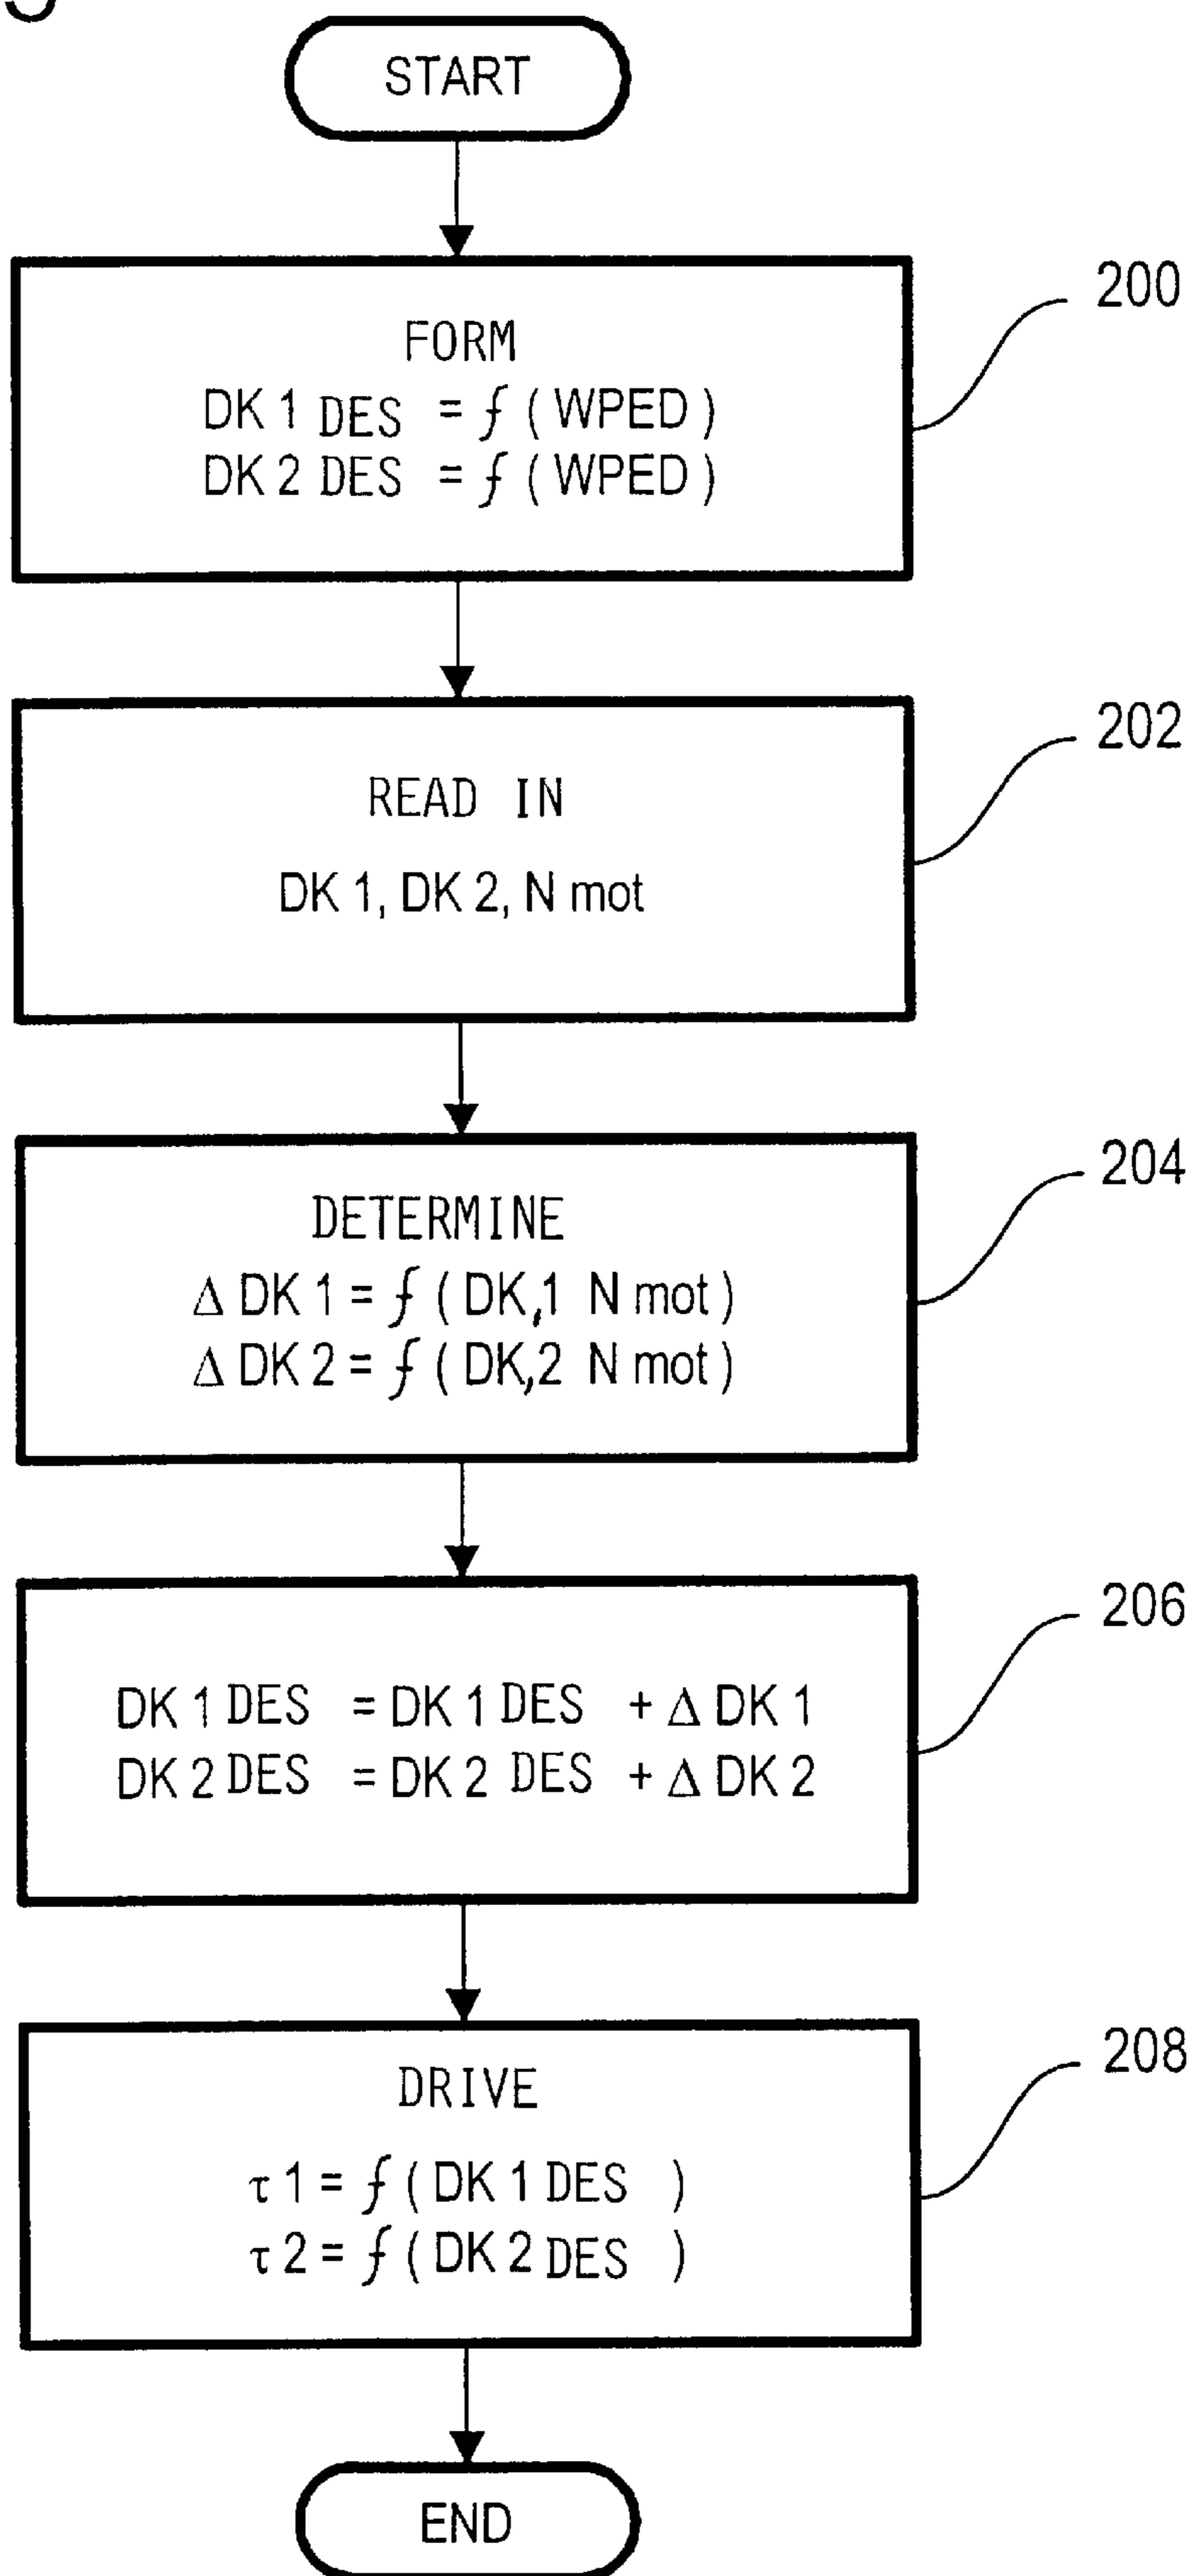 START
200
FORM
DK 1 DES = f ( WPED )
DK 2 DES = f ( WPED )
202
READ IN
DK 1, DK 2, N mot
204
DETERMINE
Δ DK 1 = f ( DK,1 N mot )
Δ DK 2 = f ( DK,2 N mot )
206
DK 1 DES = DK 1 DES + Δ DK 1
DK 2 DES = DK 2 DES + Δ DK 2
208
DRIVE
τ 1 = f ( DK 1 DES )
τ 2 = f ( DK 2 DES )
END